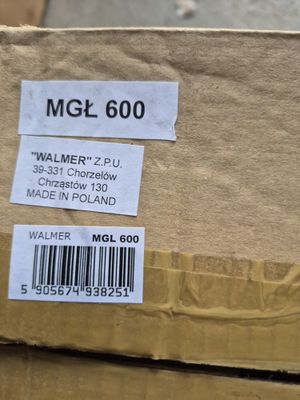 MGŁ 600
"WALMER" Z.P.U.
39-331 Chorzelów
Chrząstów 130
MADE IN POLAND
WALMER MGL 600
5 905674 938251